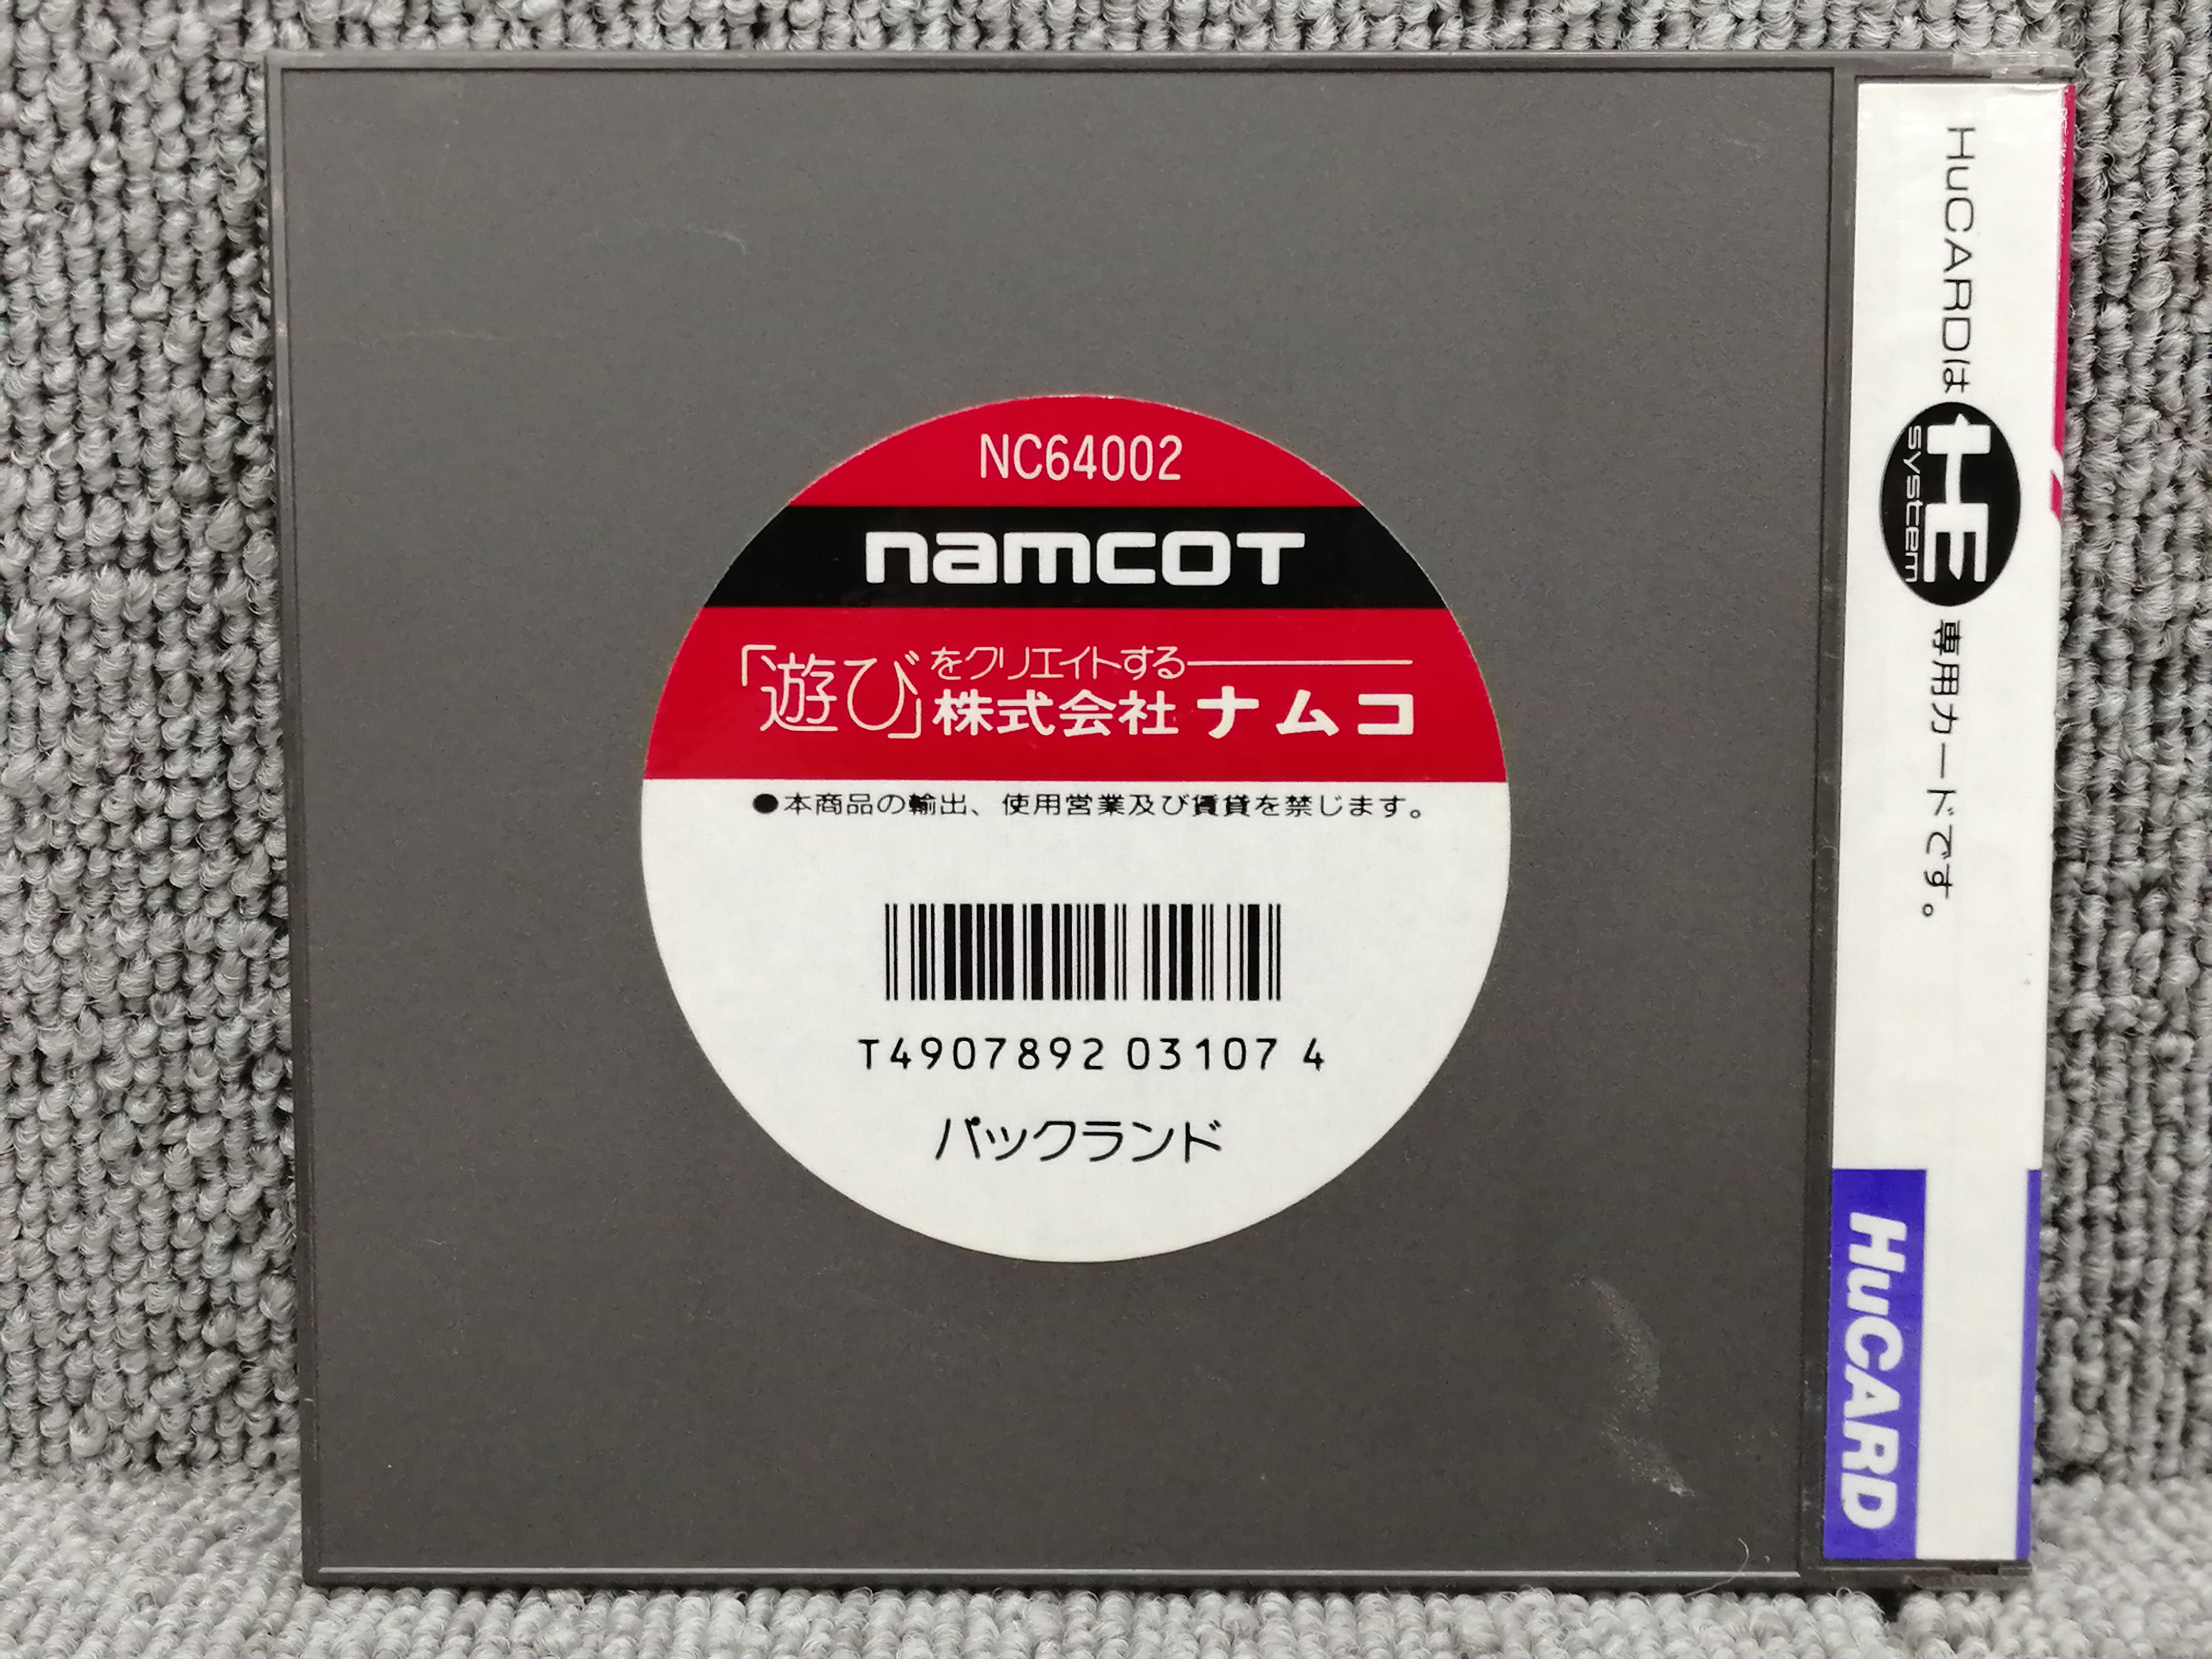 NC64002
namcot
「遊び」をクリエイトする
株式会社ナムコ
●本商品の輸出、使用営業及び賃貸を禁じます。
T4907892 03107 4
パックランド
HuCARDは HE system 専用カードです。
HuCARD